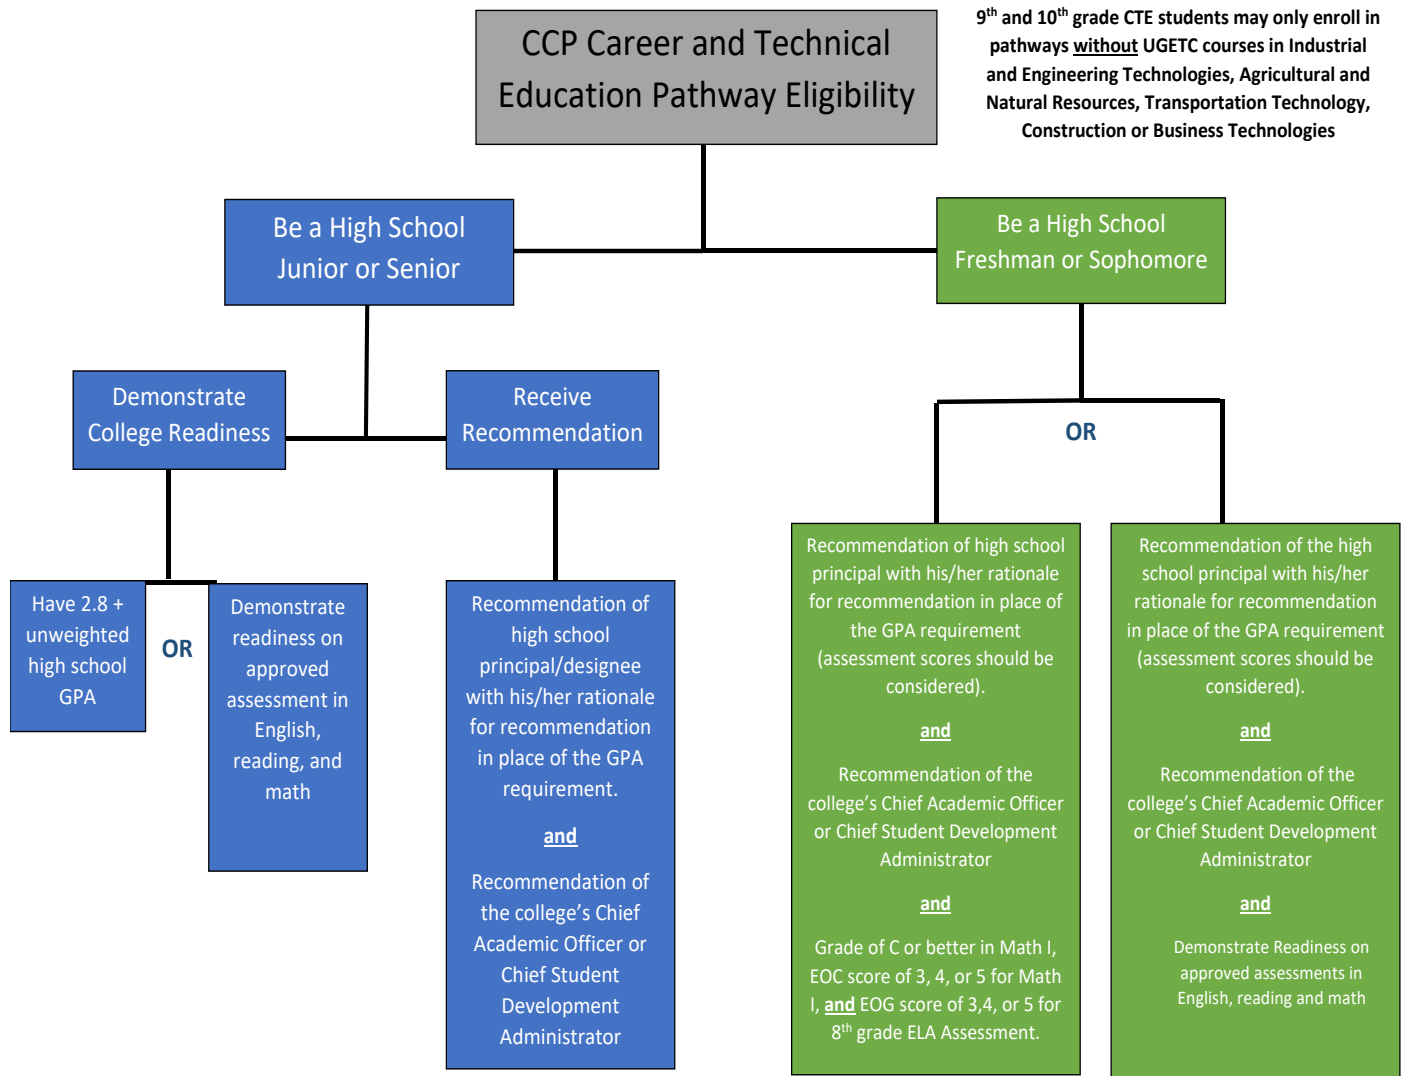 CCP Career and Technical
Education Pathway Eligibility
9th and 10th grade CTE students may only enroll in
pathways without UGETC courses in Industrial
and Engineering Technologies, Agricultural and
Natural Resources, Transportation Technology,
Construction or Business Technologies
Be a High School
Junior or Senior
Be a High School
Freshman or Sophomore
Demonstrate
College Readiness
Receive
Recommendation
OR
Have 2.8 +
unweighted
high school
GPA
OR
Demonstrate
readiness on
approved
assessment in
English,
reading, and
math
Recommendation of
high school
principal/designee
with his/her rationale
for recommendation
in place of the GPA
requirement.
and
Recommendation of
the college’s Chief
Academic Officer or
Chief Student
Development
Administrator
Recommendation of high school
principal with his/her rationale
for recommendation in place of
the GPA requirement
(assessment scores should be
considered).
and
Recommendation of the
college’s Chief Academic Officer
or Chief Student Development
Administrator
and
Grade of C or better in Math I,
EOC score of 3, 4, or 5 for Math
I, and EOG score of 3,4, or 5 for
8th grade ELA Assessment.
Recommendation of the high
school principal with his/her
rationale for recommendation
in place of the GPA requirement
(assessment scores should be
considered).
and
Recommendation of the
college’s Chief Academic Officer
or Chief Student Development
Administrator
and
Demonstrate Readiness on
approved assessments in
English, reading and math